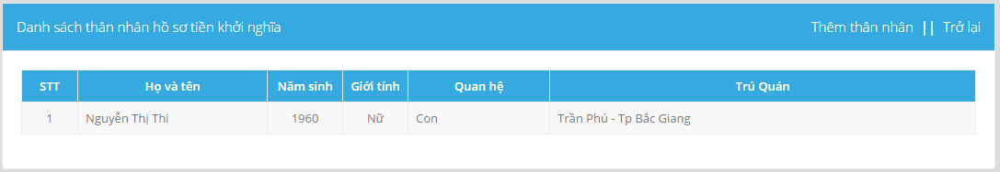 Danh sách thân nhân hồ sơ tiền khởi nghĩa Thêm thân nhân || Trở lại
STT Họ và tên Năm sinh Giới tính Quan hệ Trú Quán
1 Nguyễn Thị Thi 1960 Nữ Con Trần Phú - Tp Bắc Giang